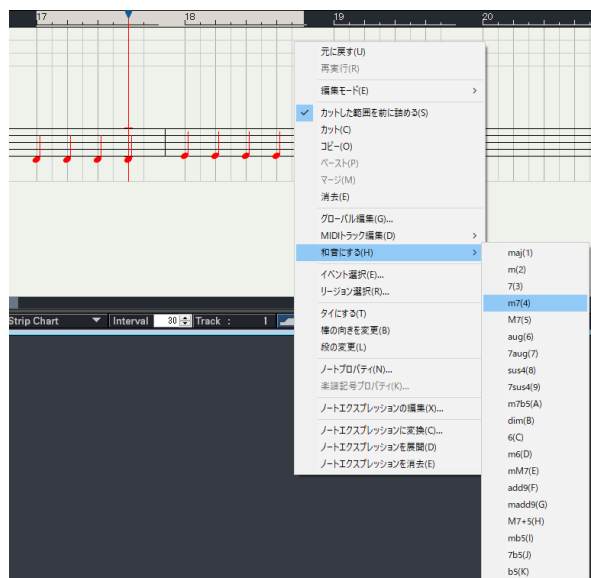 17 18 19 20
元に戻す(U)
再実行(R)
編集モード(E)
カットした範囲を前に詰める(S)
カット(C)
コピー(O)
ペースト(P)
マージ(M)
消去(E)
グローバル編集(G)...
MIDIトラック編集(D)
和音にする(H)
イベント選択(E)...
リージョン選択(R)...
タイにする(T)
棒の向きを変更(B)
段の変更(L)
ノートプロパティ(N)...
楽譜記号プロパティ(K)...
ノートエクスプレッションの編集(X)...
ノートエクスプレッションに変換(C)...
ノートエクスプレッションを展開(D)
ノートエクスプレッションを消去(E)
maj(1)
m(2)
7(3)
m7(4)
M7(5)
aug(6)
7aug(7)
sus4(8)
7sus4(9)
m7b5(A)
dim(B)
6(C)
m6(D)
mM7(E)
add9(F)
madd9(G)
M7+5(H)
mb5(I)
7b5(J)
b5(K)
Strip Chart Interval 30 Track : 1